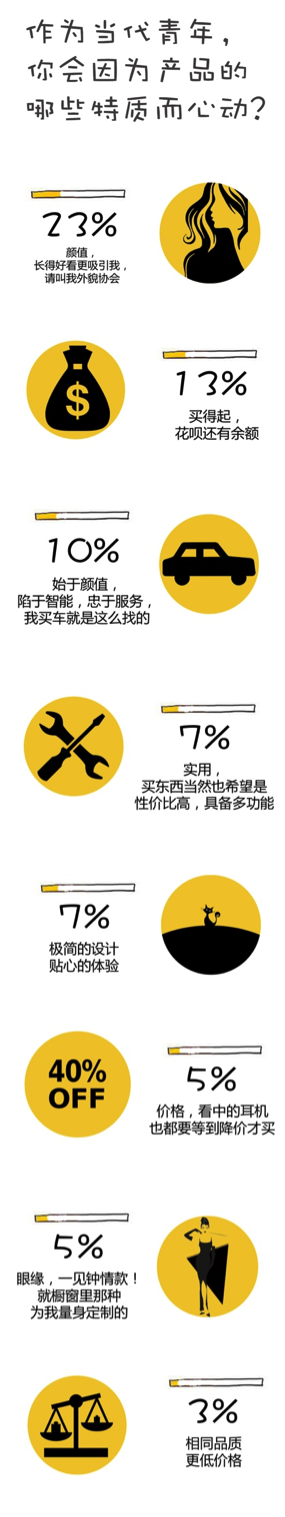 作为当代青年，
你会因为产品的
哪些特质而心动？
23%
颜值，
长得好看更吸引我，
请叫我外貌协会
$
13%
买得起，
花呗还有余额
10%
始于颜值，
陷于智能，忠于服务，
我买车就是这么找的
7%
实用，
买东西当然也希望是
性价比高，具备多功能
7%
极简的设计
贴心的体验
40%
OFF
5%
价格，看中的耳机
也都要等到降价才买
5%
眼缘，一见钟情款！
就橱窗里那种
为我量身定制的
3%
相同品质
更低价格